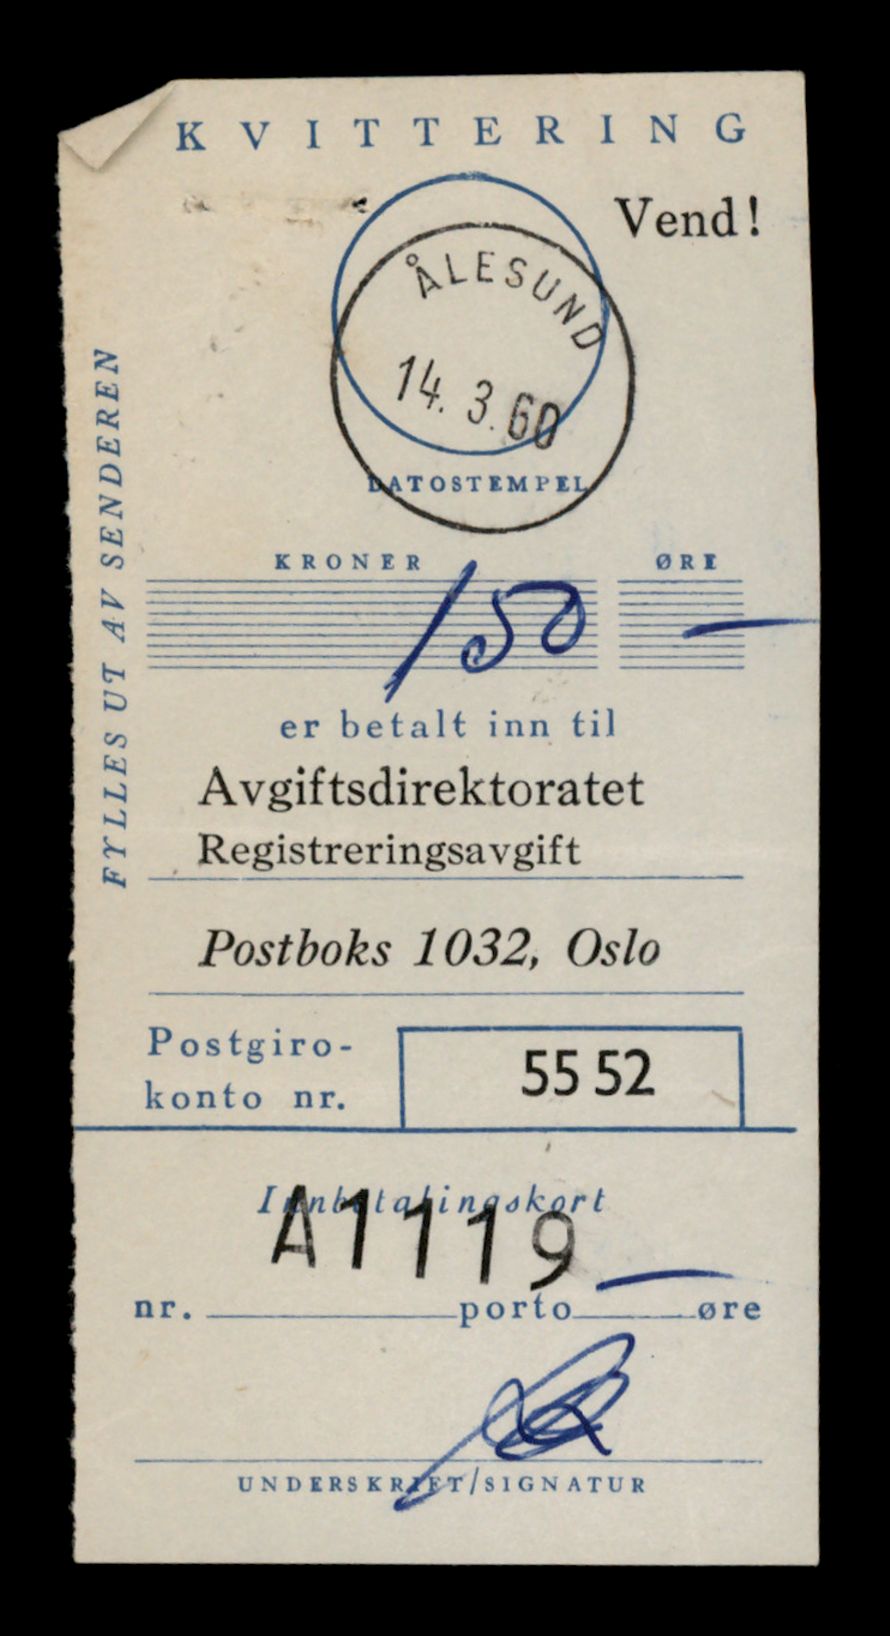 KVITTERING
Vend!
ÅLESUND
14.3.60
DATOSTEMPEL
FYLLES UT AV SENDEREN
KRONER ØRE
150 —
er betalt inn til
Avgiftsdirektoratet
Registreringsavgift
Postboks 1032, Oslo
Postgiro-
konto nr.
55 52
Innbetalingskort
A1119 —
nr. porto øre
UNDERSKRIFT/SIGNATUR